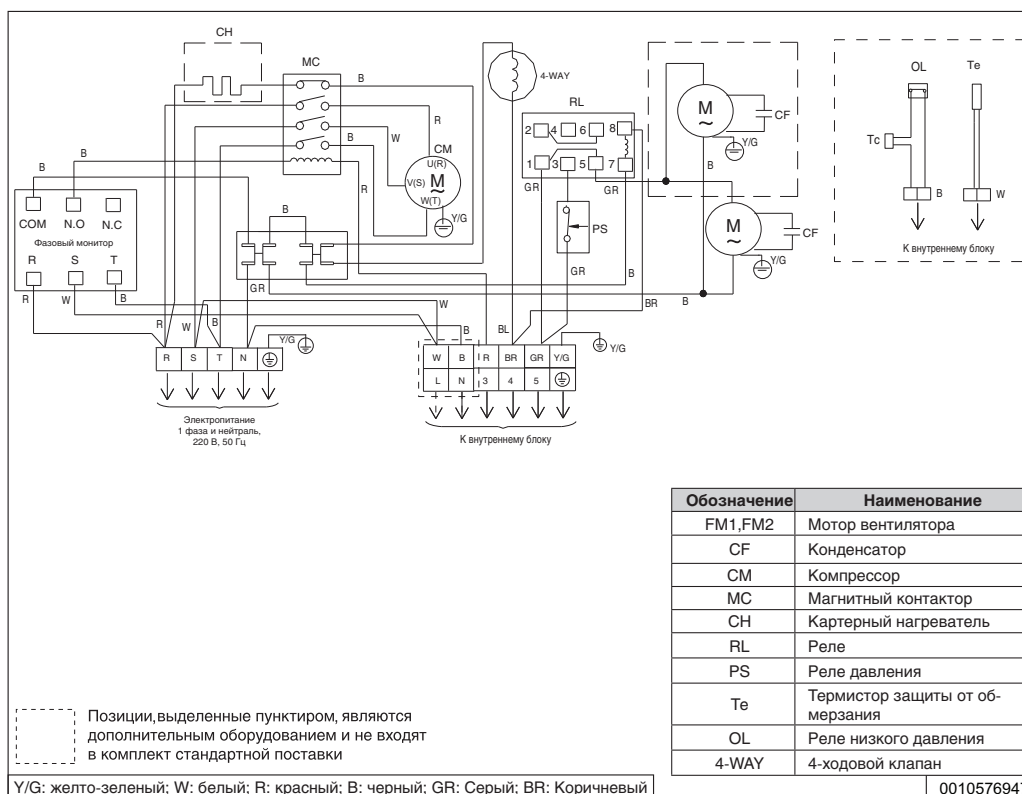 CH
MC
B
4-WAY
RL
M
~
CF
Y/G
B
OL
Te
Tc
B
W
К внутреннему блоку
R
B
W
CM
U(R)
V(S)
M
~
W(T)
Y/G
R
2 4 6 8
1 3 5 7
GR
GR
PS
GR
B
BR
B
M
~
CF
Y/G
B
B
COM N.O N.C
Фазовый монитор
R S T
R
W
B
B
GR
R
W
B
Y/G
W
B
BL
Y/G
R S T N
W B R BR GR Y/G
L N 3 4 5
Электропитание
1 фаза и нейтраль,
220 В, 50 Гц
К внутреннему блоку
Обозначение Наименование
FM1,FM2 Мотор вентилятора
CF Конденсатор
CM Компрессор
MC Магнитный контактор
CH Картерный нагреватель
RL Реле
PS Реле давления
Te Термистор защиты от об-
мерзания
OL Реле низкого давления
4-WAY 4-ходовой клапан
Позиции,выделенные пунктиром, являются
дополнительным оборудованием и не входят
в комплект стандартной поставки
Y/G: желто-зеленый; W: белый; R: красный; B: черный; GR: Серый; BR: Коричневый
001057694